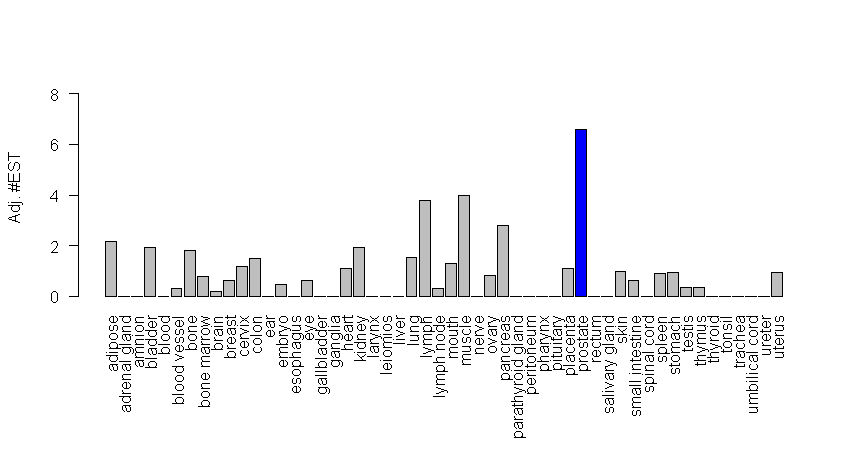 Adj. #EST
8
6
4
2
0
adipose
adrenal gland
amnion
bladder
blood
blood vessel
bone
bone marrow
brain
breast
cervix
colon
ear
embryo
esophagus
eye
gallbladder
ganglia
heart
kidney
larynx
leiomios
liver
lung
lymph
lymph node
mouth
muscle
nerve
ovary
pancreas
parathyroid gland
peritoneum
pharynx
pituitary
placenta
prostate
rectum
salivary gland
skin
small intestine
spinal cord
spleen
stomach
testis
thymus
thyroid
tonsil
trachea
umbilical cord
ureter
uterus